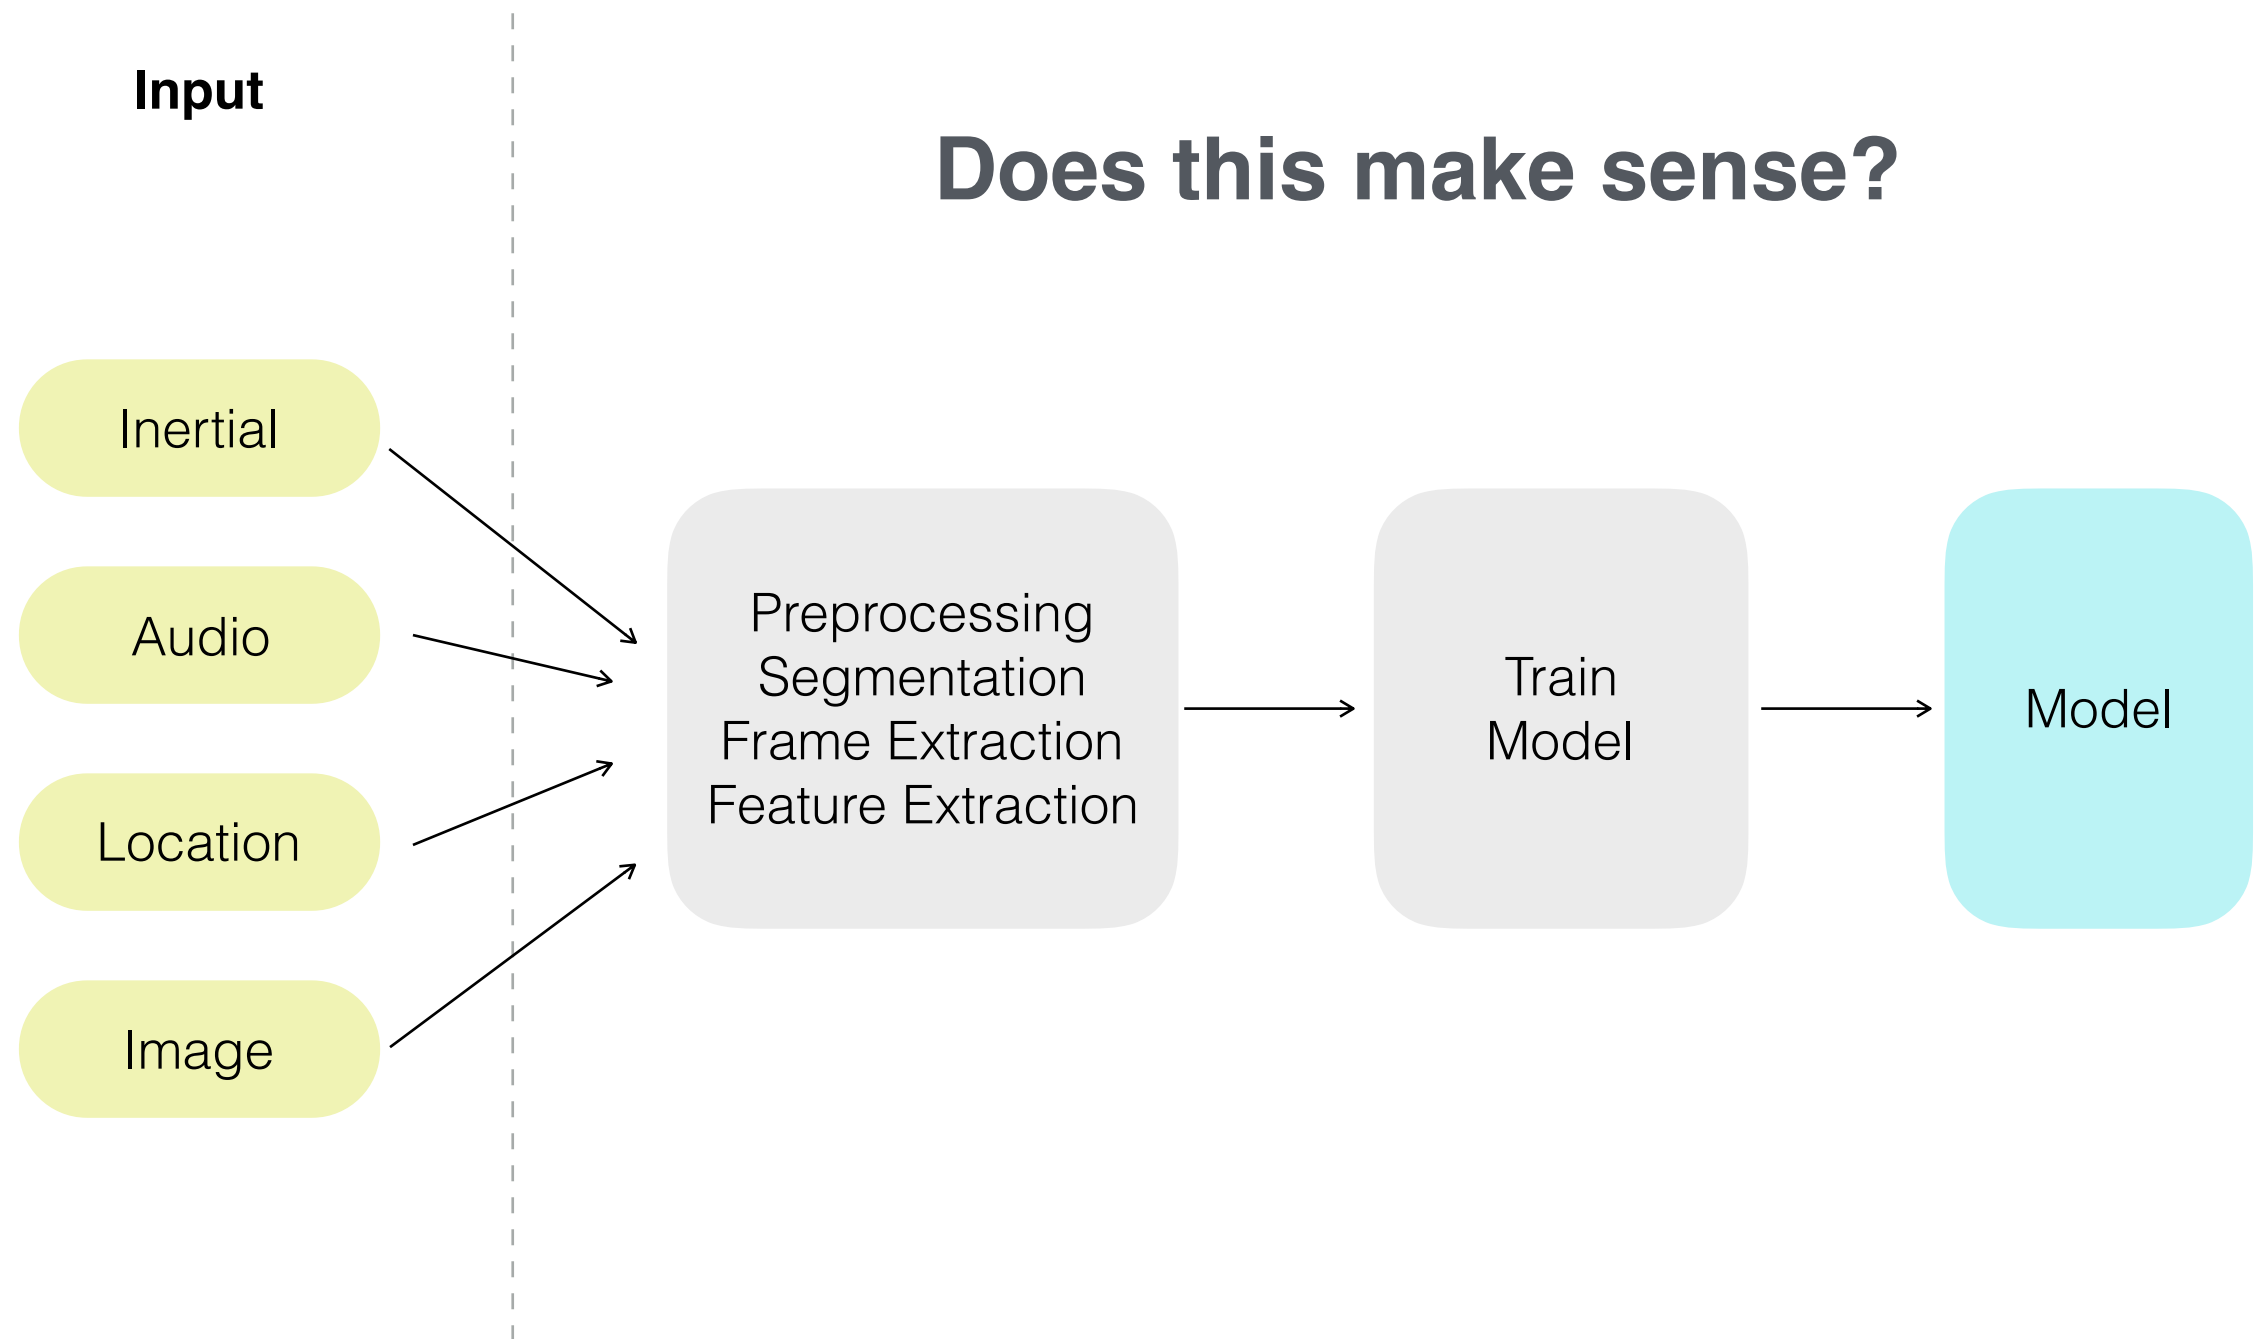 Input
Does this make sense?
Inertial
Audio
Location
Image
Preprocessing
Segmentation
Frame Extraction
Feature Extraction
Train
Model
Model